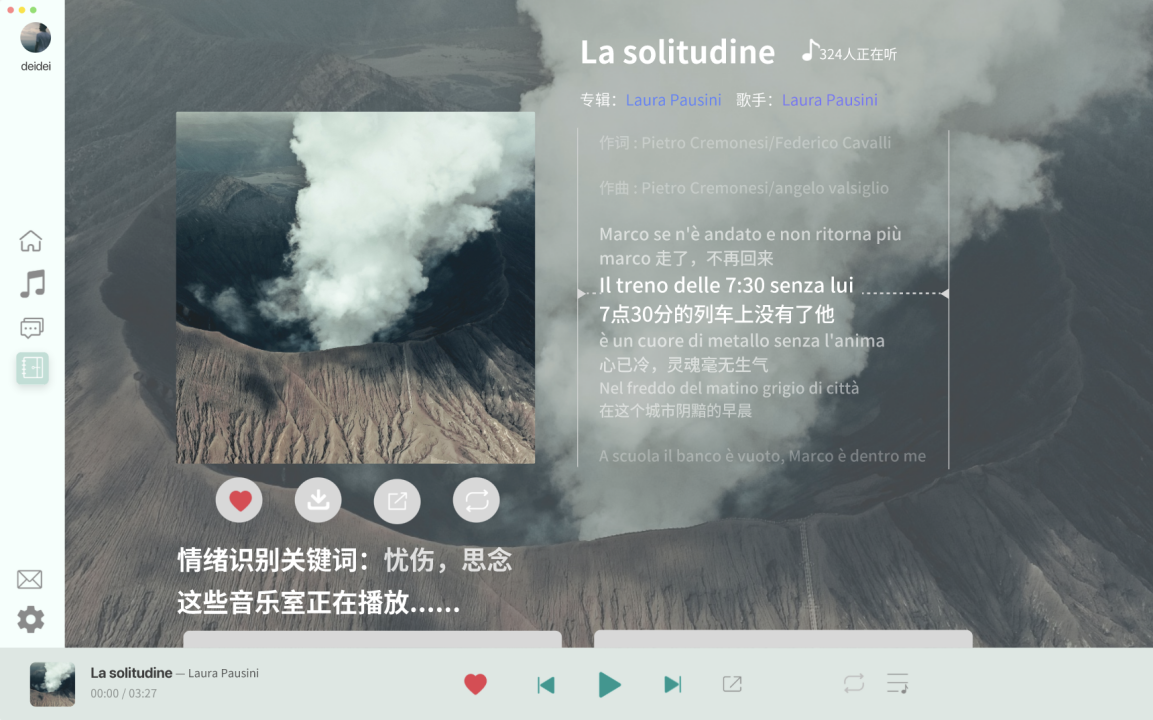 deidei
La solitudine
324人正在听
专辑：Laura Pausini 歌手：Laura Pausini
作词 : Pietro Cremonesi/Federico Cavalli
作曲 : Pietro Cremonesi/angelo valsiglio
Marco se n'è andato e non ritorna più
marco 走了，不再回来
Il treno delle 7:30 senza lui
7点30分的列车上没有了他
è un cuore di metallo senza l'anima
心已冷，灵魂毫无生气
Nel freddo del matino grigio di città
在这个城市阴黯的早晨
A scuola il banco è vuoto, Marco è dentro me
情绪识别关键词：忧伤，思念
这些音乐室正在播放......
La solitudine — Laura Pausini
00:00 / 03:27